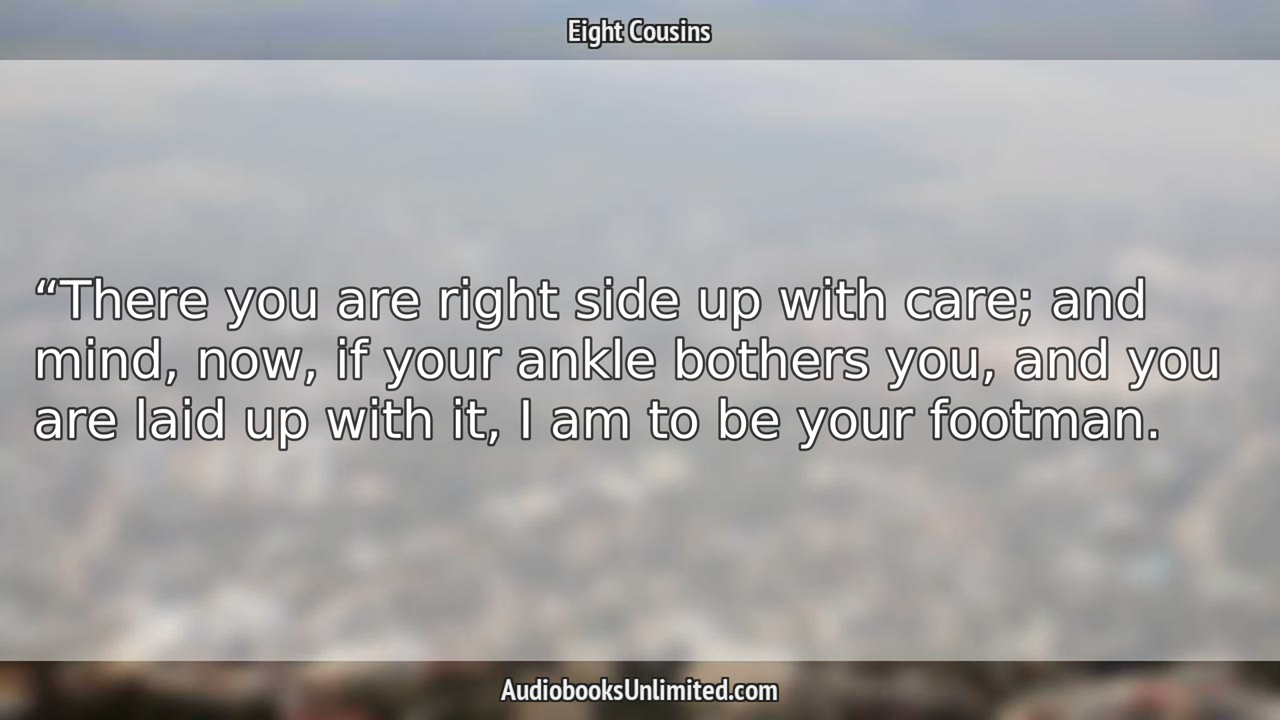 Eight Cousins
“There you are right side up with care; and
mind, now, if your ankle bothers you, and you
are laid up with it, I am to be your footman.
AudiobooksUnlimited.com